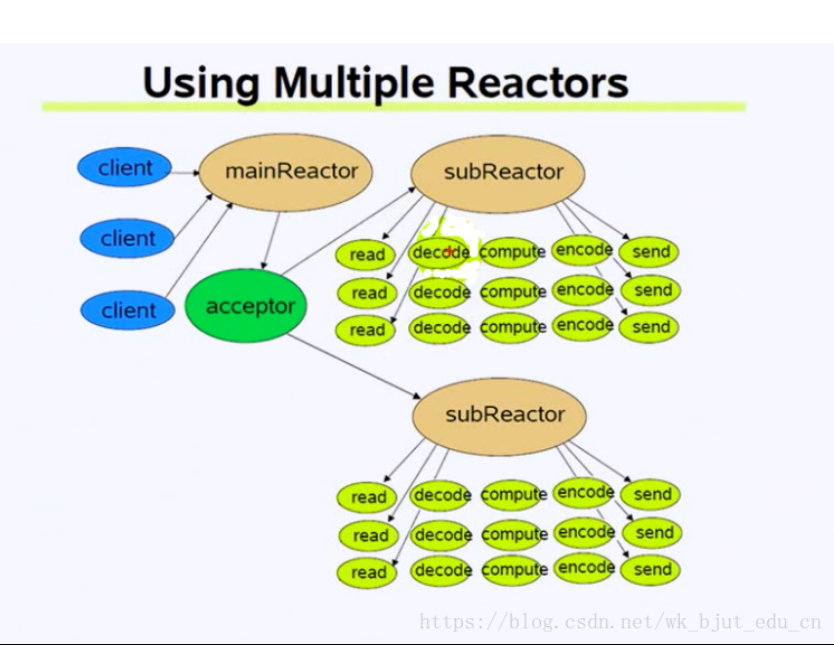 Using Multiple Reactors
client
mainReactor
subReactor
client
read decode compute encode send
client
acceptor
read decode compute encode send
read decode compute encode send
subReactor
read decode compute encode send
read decode compute encode send
read decode compute encode send
https://blog.csdn.net/wk_bjut_edu_cn